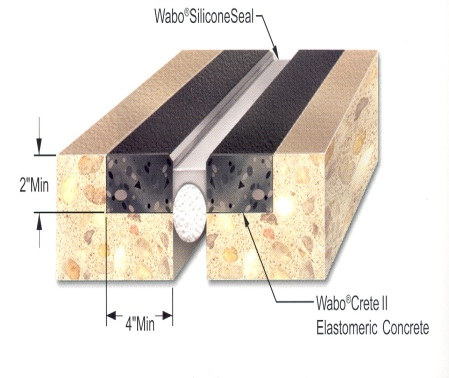 Wabo®SiliconeSeal
2"Min
4"Min
Wabo®Crete II
Elastomeric Concrete